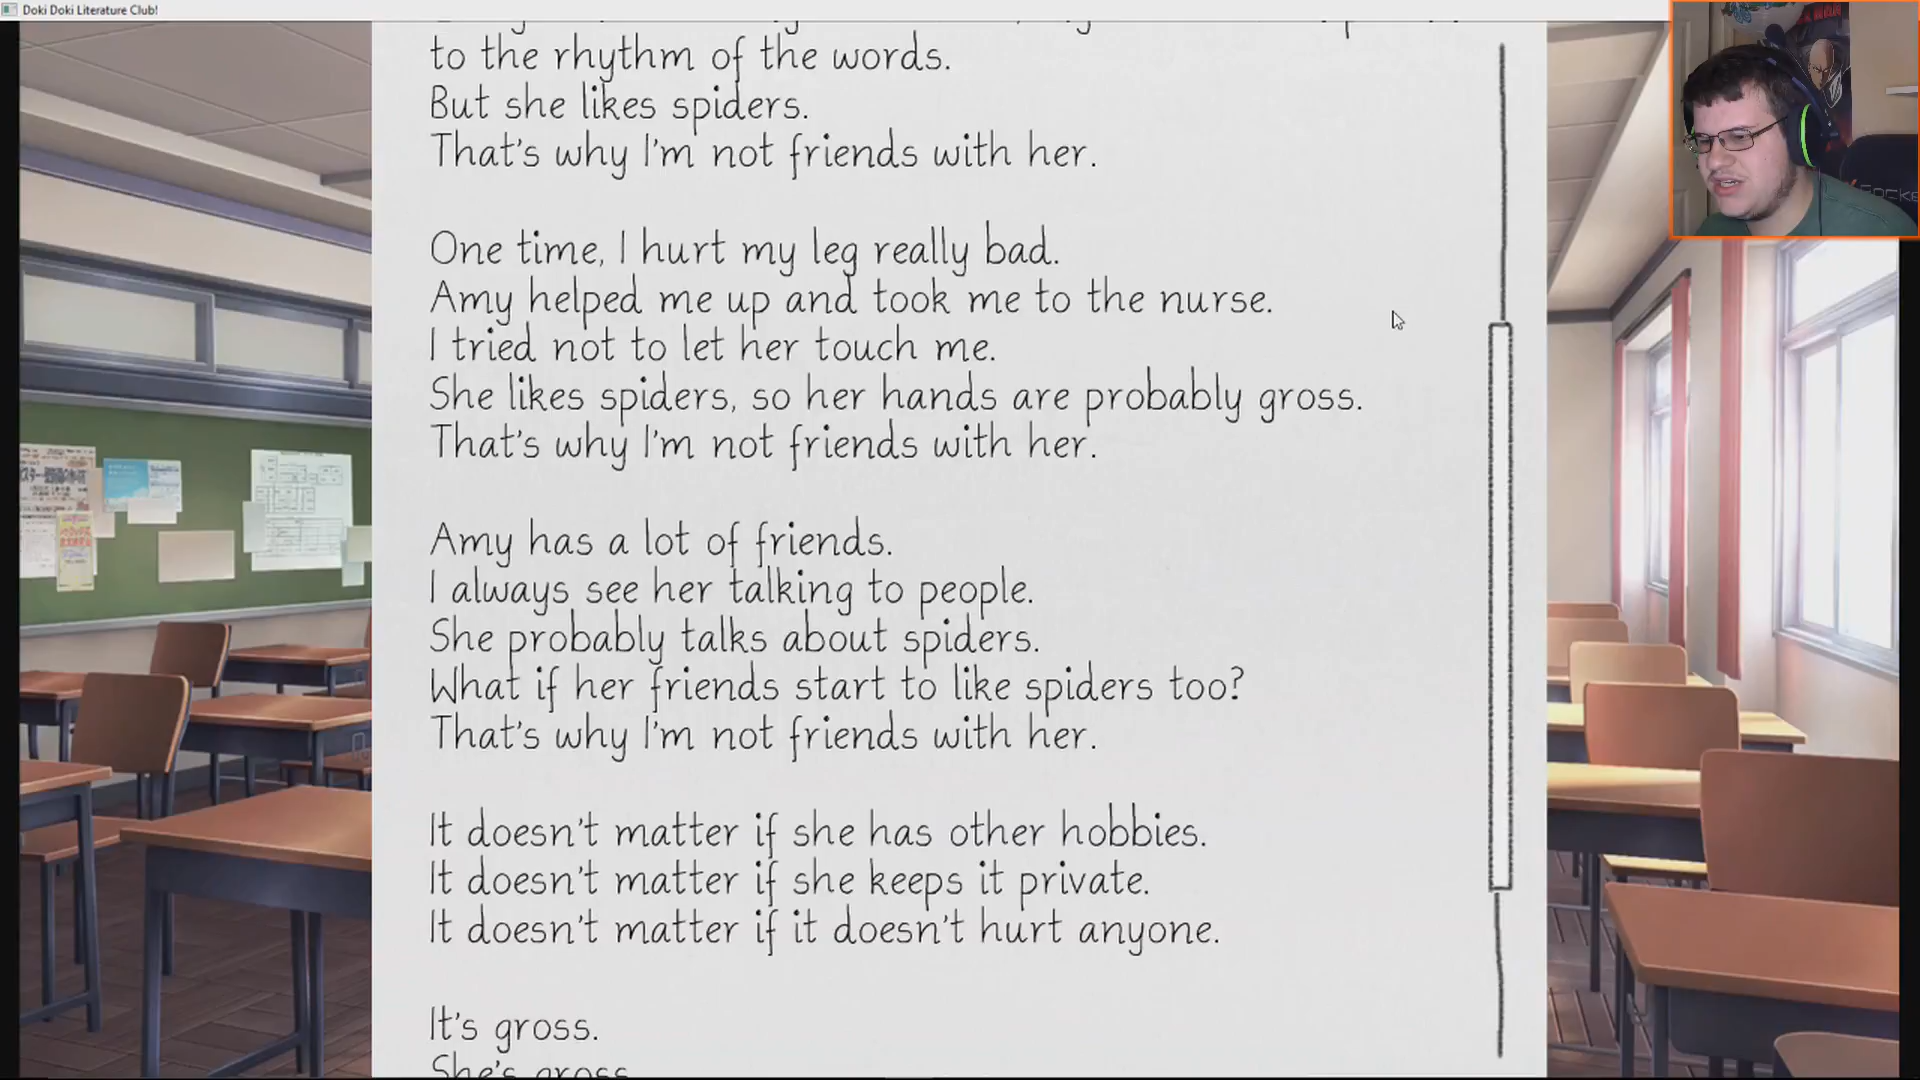 Doki Doki Literature Club!
to the rhythm of the words.
But she likes spiders.
That's why I'm not friends with her.
One time, I hurt my leg really bad.
Amy helped me up and took me to the nurse.
I tried not to let her touch me.
She likes spiders, so her hands are probably gross.
That's why I'm not friends with her.
Amy has a lot of friends.
I always see her talking to people.
She probably talks about spiders.
What if her friends start to like spiders too?
That's why I'm not friends with her.
It doesn't matter if she has other hobbies.
It doesn't matter if she keeps it private.
It doesn't matter if it doesn't hurt anyone.
It's gross.
She's gross